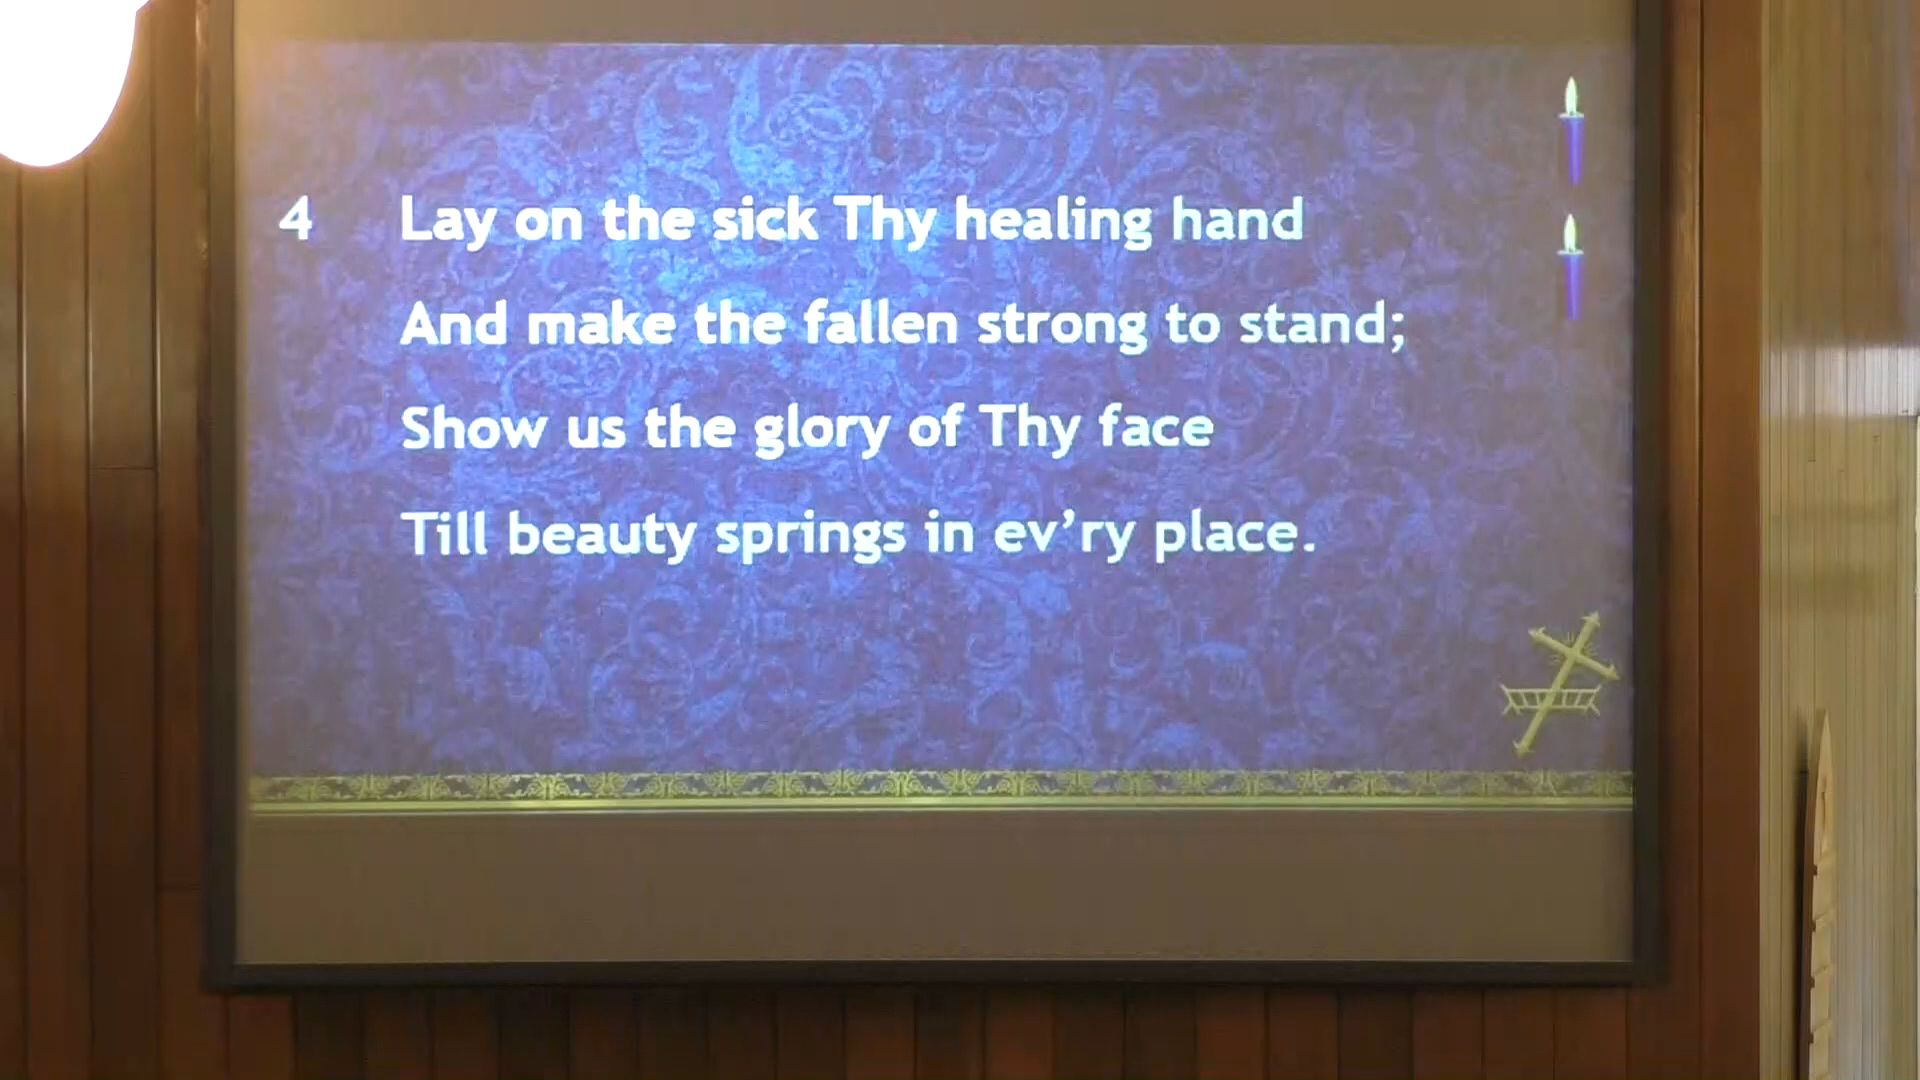 4 Lay on the sick Thy healing hand
And make the fallen strong to stand;
Show us the glory of Thy face
Till beauty springs in ev’ry place.